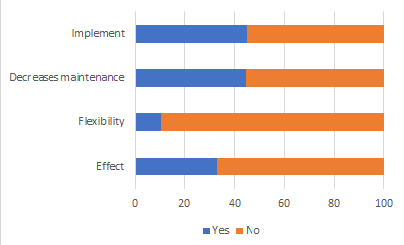 Implement
Decreases maintenance
Flexibility
Effect
0 20 40 60 80 100
Yes No